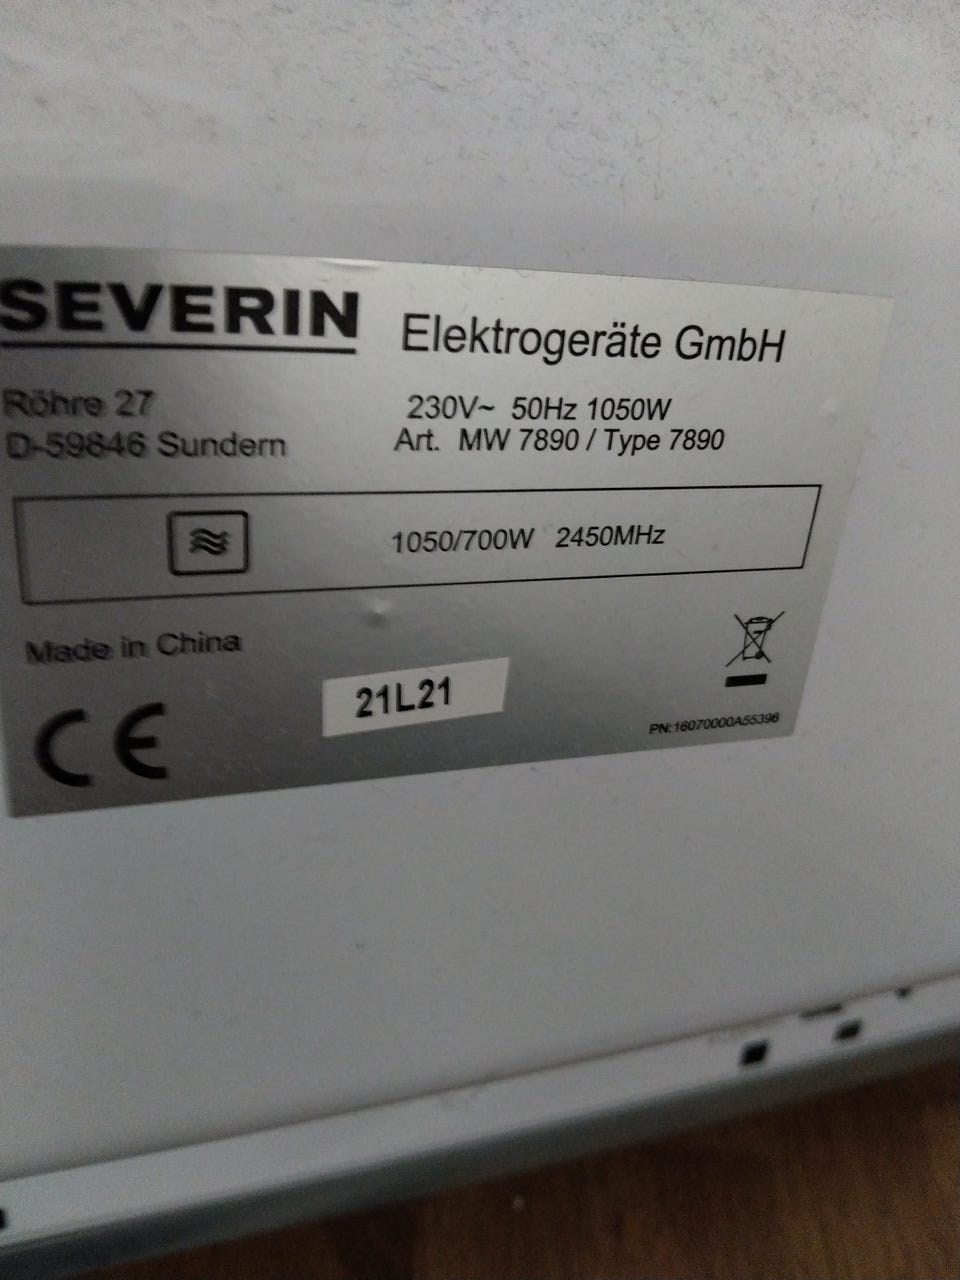 SEVERIN Elektrogeräte GmbH
Röhre 27
D-59846 Sundern
230V~ 50Hz 1050W
Art. MW 7890 / Type 7890
1050/700W 2450MHz
Made in China
CE
21L21
PN:16070000A55396